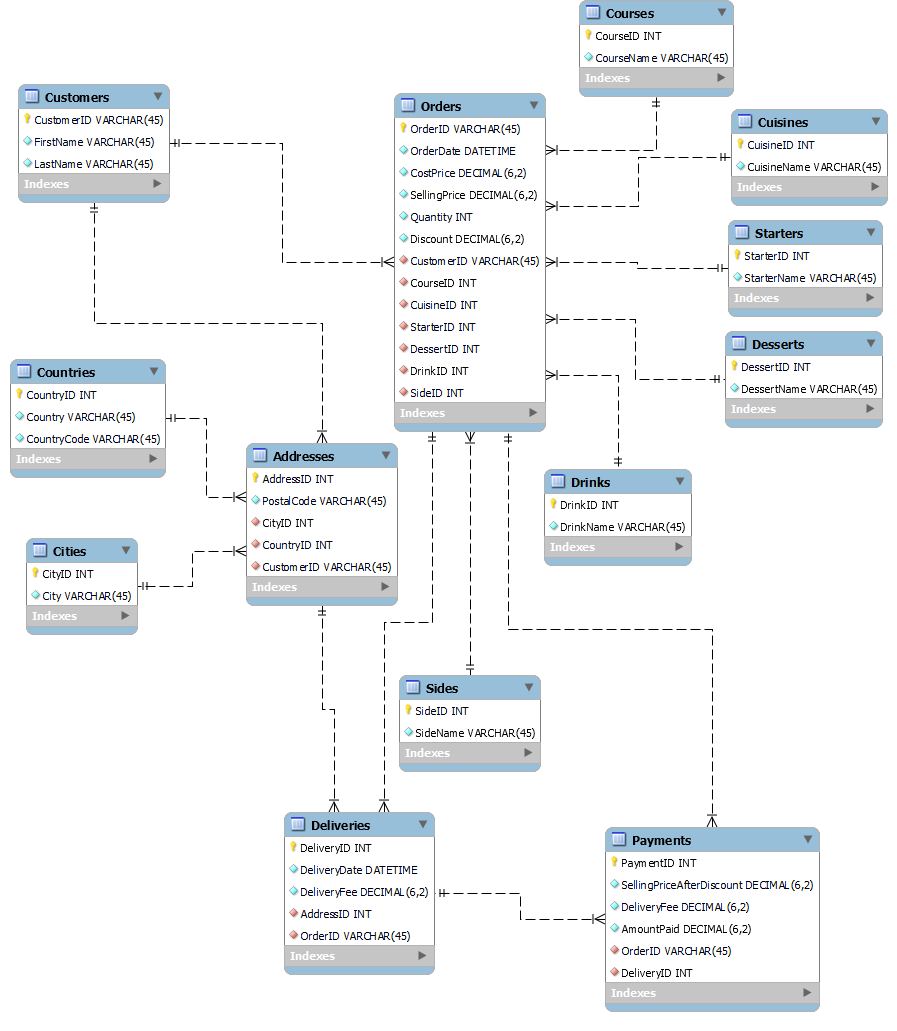 Courses
CourseID INT
CourseName VARCHAR(45)
Indexes
Customers
CustomerID VARCHAR(45)
FirstName VARCHAR(45)
LastName VARCHAR(45)
Indexes
Orders
OrderID VARCHAR(45)
OrderDate DATETIME
CostPrice DECIMAL(6,2)
SellingPrice DECIMAL(6,2)
Quantity INT
Discount DECIMAL(6,2)
CustomerID VARCHAR(45)
CourseID INT
CuisineID INT
StarterID INT
DessertID INT
DrinkID INT
SideID INT
Indexes
Cuisines
CuisineID INT
CuisineName VARCHAR(45)
Indexes
Starters
StarterID INT
StarterName VARCHAR(45)
Indexes
Desserts
DessertID INT
DessertName VARCHAR(45)
Indexes
Countries
CountryID INT
Country VARCHAR(45)
CountryCode VARCHAR(45)
Indexes
Addresses
AddressID INT
PostalCode VARCHAR(45)
CityID INT
CountryID INT
CustomerID VARCHAR(45)
Indexes
Drinks
DrinkID INT
DrinkName VARCHAR(45)
Indexes
Cities
CityID INT
City VARCHAR(45)
Indexes
Sides
SideID INT
SideName VARCHAR(45)
Indexes
Deliveries
DeliveryID INT
DeliveryDate DATETIME
DeliveryFee DECIMAL(6,2)
AddressID INT
OrderID VARCHAR(45)
Indexes
Payments
PaymentID INT
SellingPriceAfterDiscount DECIMAL(6,2)
DeliveryFee DECIMAL(6,2)
AmountPaid DECIMAL(6,2)
OrderID VARCHAR(45)
DeliveryID INT
Indexes